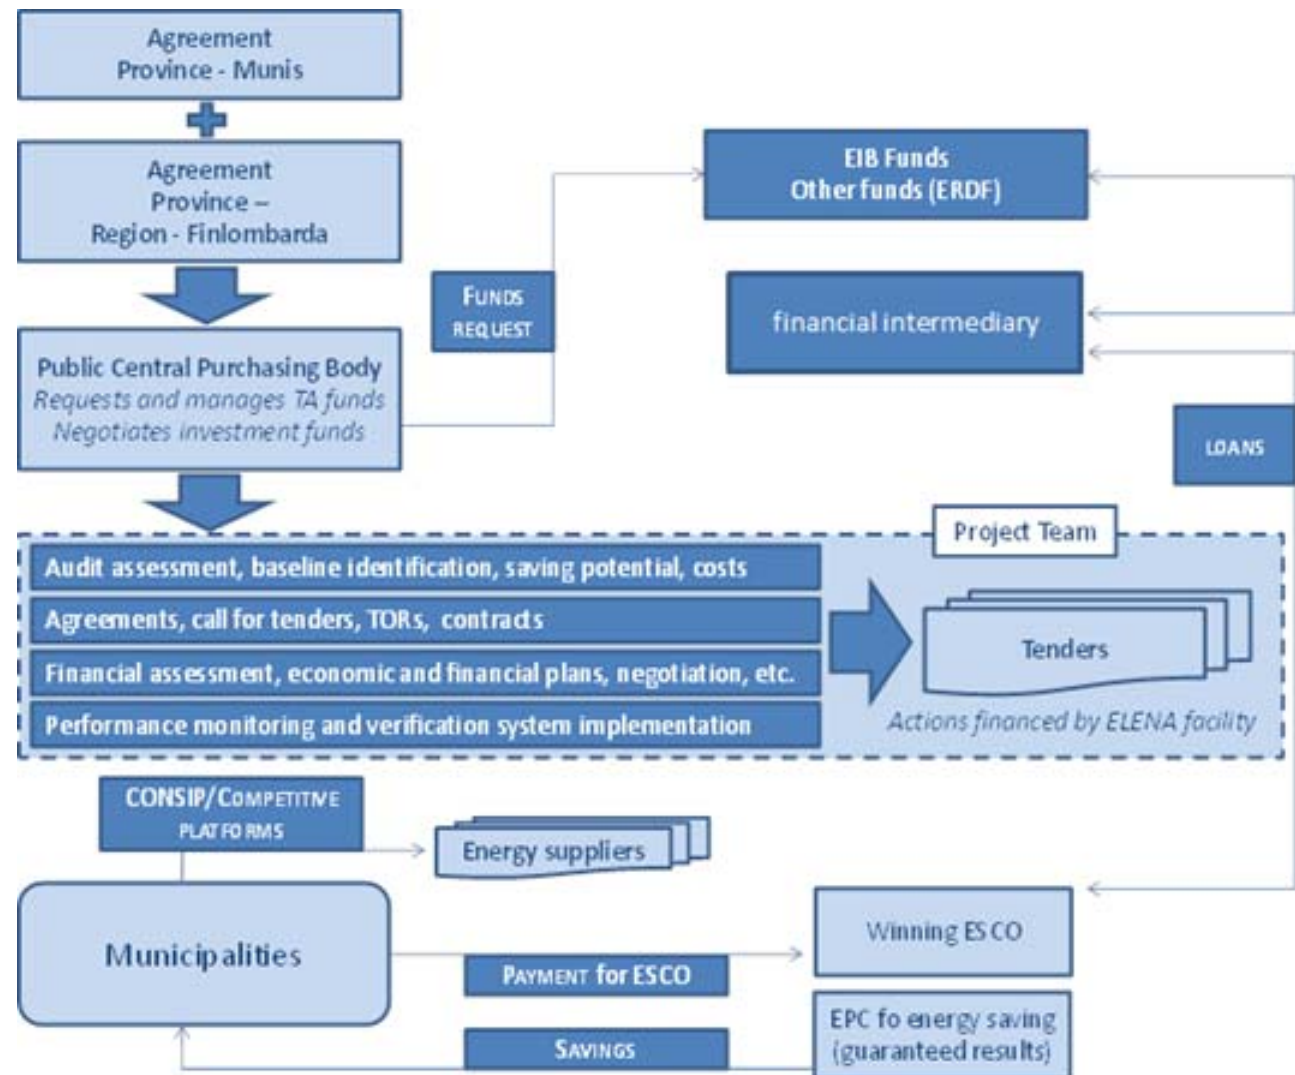 Agreement
Province - Munis
Agreement
Province –
Region - Finlombarda
EIB Funds
Other funds (ERDF)
FUNDS
REQUEST
financial intermediary
Public Central Purchasing Body
Requests and manages TA funds
Negotiates investment funds
LOANS
Project Team
Audit assessment, baseline identification, saving potential, costs
Agreements, call for tenders, TORs, contracts
Financial assessment, economic and financial plans, negotiation, etc.
Performance monitoring and verification system implementation
Tenders
Actions financed by ELENA facility
CONSIP/COMPETITIVE
PLATFORMS
Energy suppliers
Municipalities
Winning ESCO
PAYMENT for ESCO
EPC fo energy saving
(guaranteed results)
SAVINGS